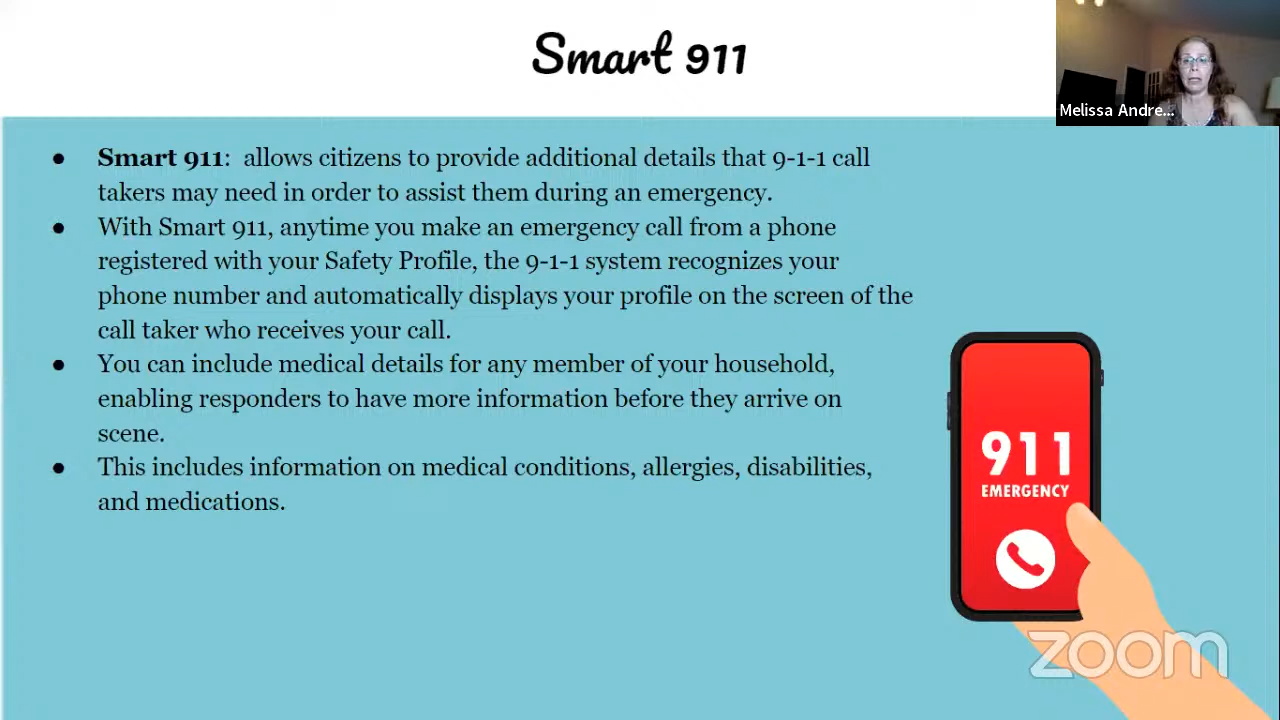 Smart 911
Melissa Andre...
● Smart 911:  allows citizens to provide additional details that 9-1-1 call
takers may need in order to assist them during an emergency.
● With Smart 911, anytime you make an emergency call from a phone
registered with your Safety Profile, the 9-1-1 system recognizes your
phone number and automatically displays your profile on the screen of the
call taker who receives your call.
● You can include medical details for any member of your household,
enabling responders to have more information before they arrive on
scene.
● This includes information on medical conditions, allergies, disabilities,
and medications.
911
EMERGENCY
zoom